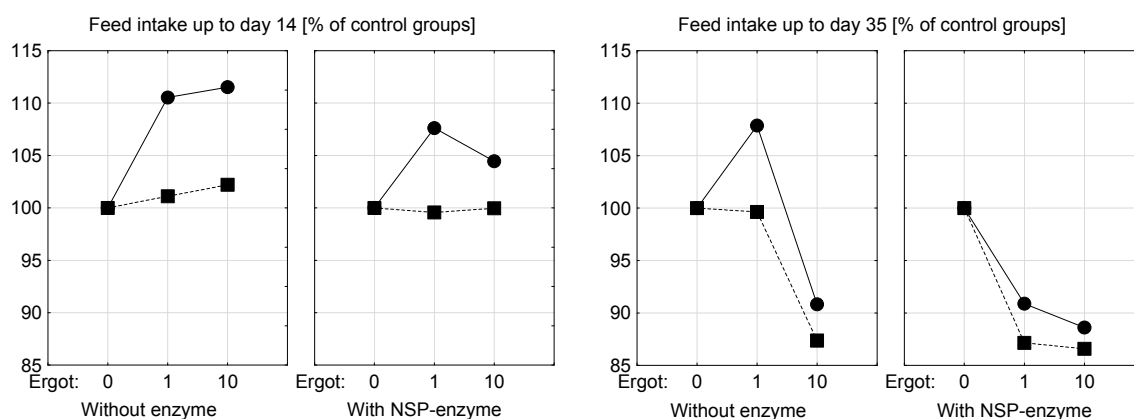 Feed intake up to day 14 [% of control groups]
115
110
105
100
95
90
85
Ergot: 0 1 10 0 1 10
Without enzyme With NSP-enzyme
Feed intake up to day 35 [% of control groups]
115
110
105
100
95
90
85
Ergot: 0 1 10 0 1 10
Without enzyme With NSP-enzyme